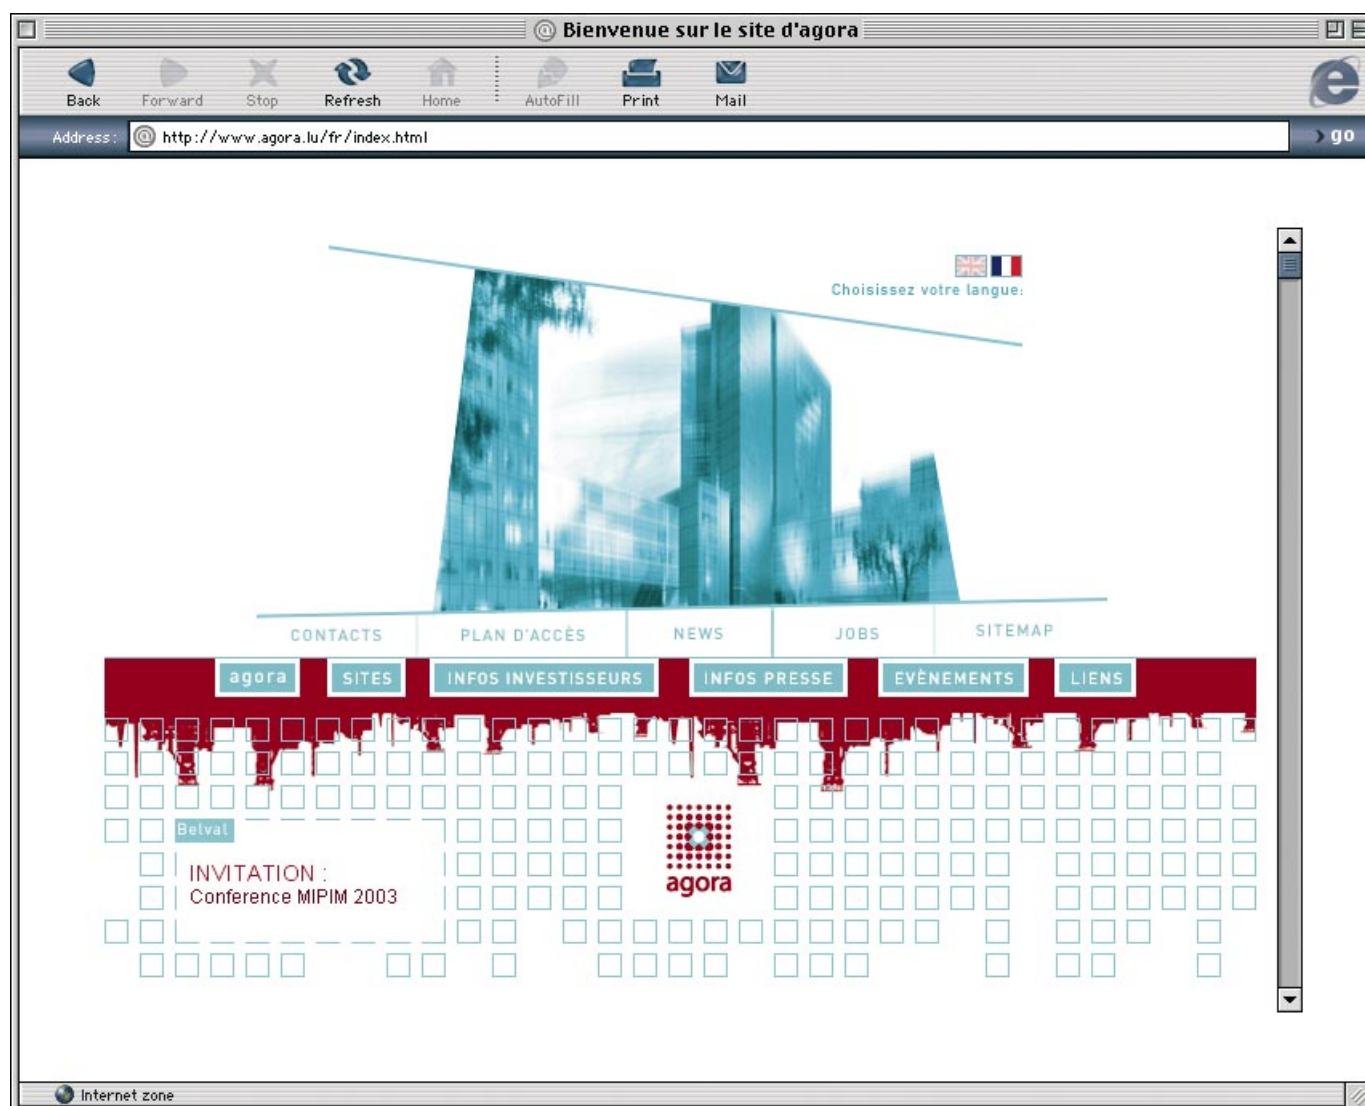 Bienvenue sur le site d'agora
Back Forward Stop Refresh Home AutoFill Print Mail
Address: http://www.agora.lu/fr/index.html go
Choisissez votre langue:
CONTACTS PLAN D'ACCÈS NEWS JOBS SITEMAP
agora SITES INFOS INVESTISSEURS INFOS PRESSE EVÈNEMENTS LIENS
Belval
INVITATION :
Conference MIPIM 2003
agora
Internet zone